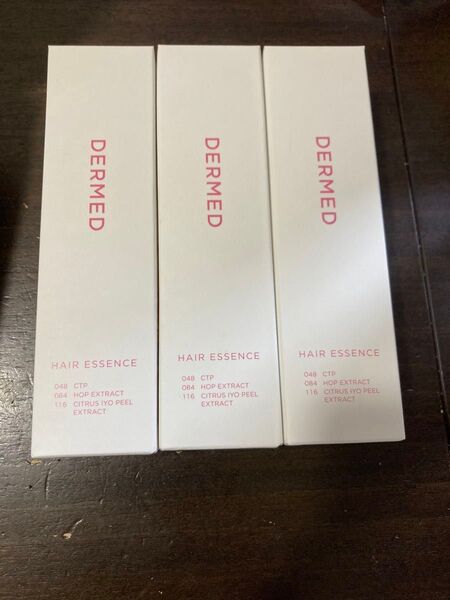 DERMED
HAIR ESSENCE
048 CTP
084 HOP EXTRACT
116 CITRUS IYO PEEL
EXTRACT
DERMED
HAIR ESSENCE
048 CTP
084 HOP EXTRACT
116 CITRUS IYO PEEL
EXTRACT
DERMED
HAIR ESSENCE
048 CTP
084 HOP EXTRACT
116 CITRUS IYO PEEL
EXTRACT